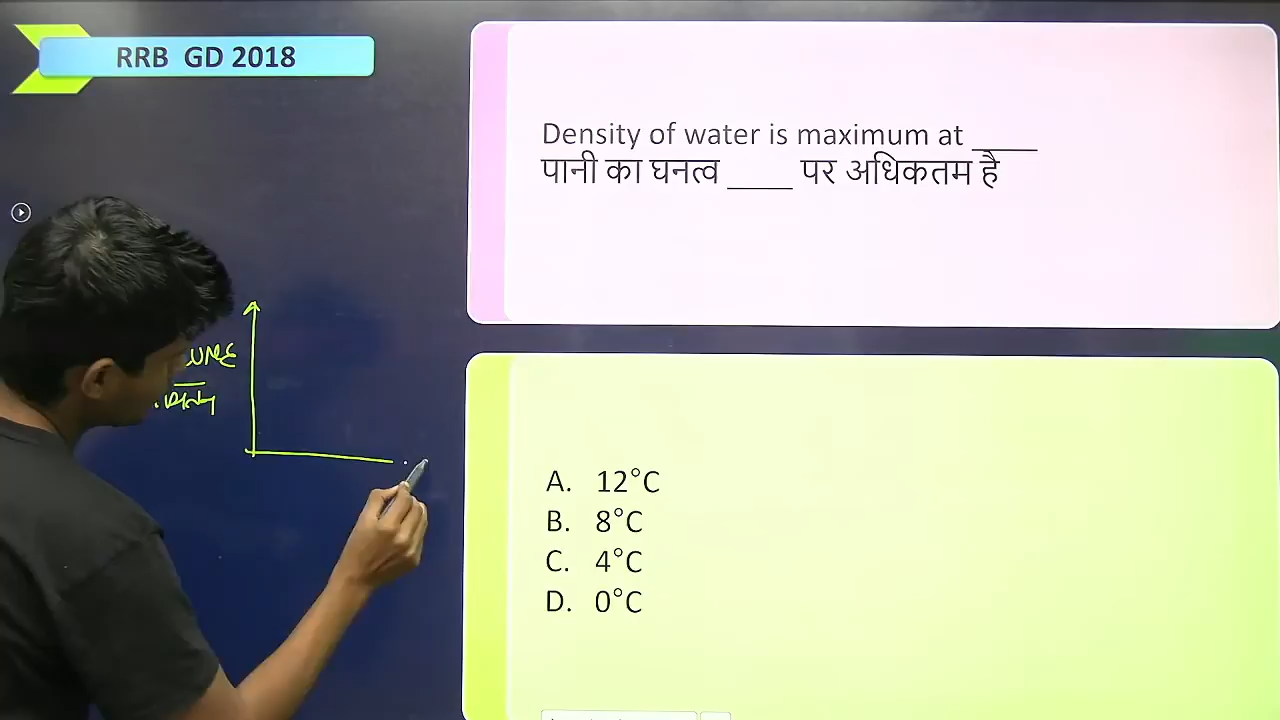 RRB GD 2018
Density of water is maximum at ____
पानी का घनत्व ____ पर अधिकतम है
A. 12°C
B. 8°C
C. 4°C
D. 0°C